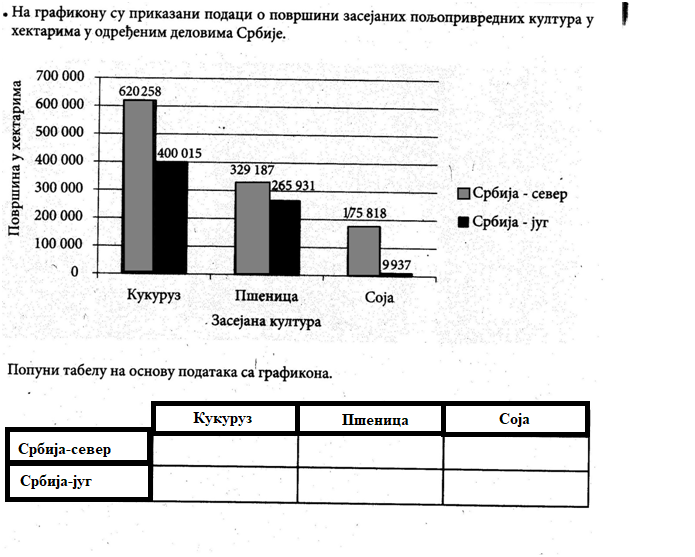 • На графикону су приказани подаци о површини засејаних пољопривредних култура у
хектарима у одређеним деловима Србије.
Површина у хектарима
700 000
600 000
500 000
400 000
300 000
200 000
100 000
0
620 258
400 015
329 187
265 931
175 818
9937
Србија - север
Србија - југ
Кукуруз Пшеница Соја
Засејана култура
Попуни табелу на основу података са графикона.
Кукуруз Пшеница Соја
Србија-север
Србија-југ